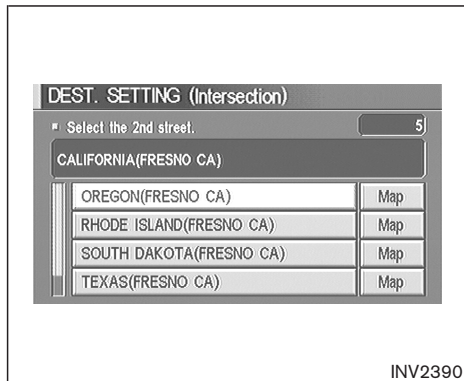 DEST. SETTING (Intersection)
Select the 2nd street. 5
CALIFORNIA(FRESNO CA)
OREGON(FRESNO CA) Map
RHODE ISLAND(FRESNO CA) Map
SOUTH DAKOTA(FRESNO CA) Map
TEXAS(FRESNO CA) Map
INV2390